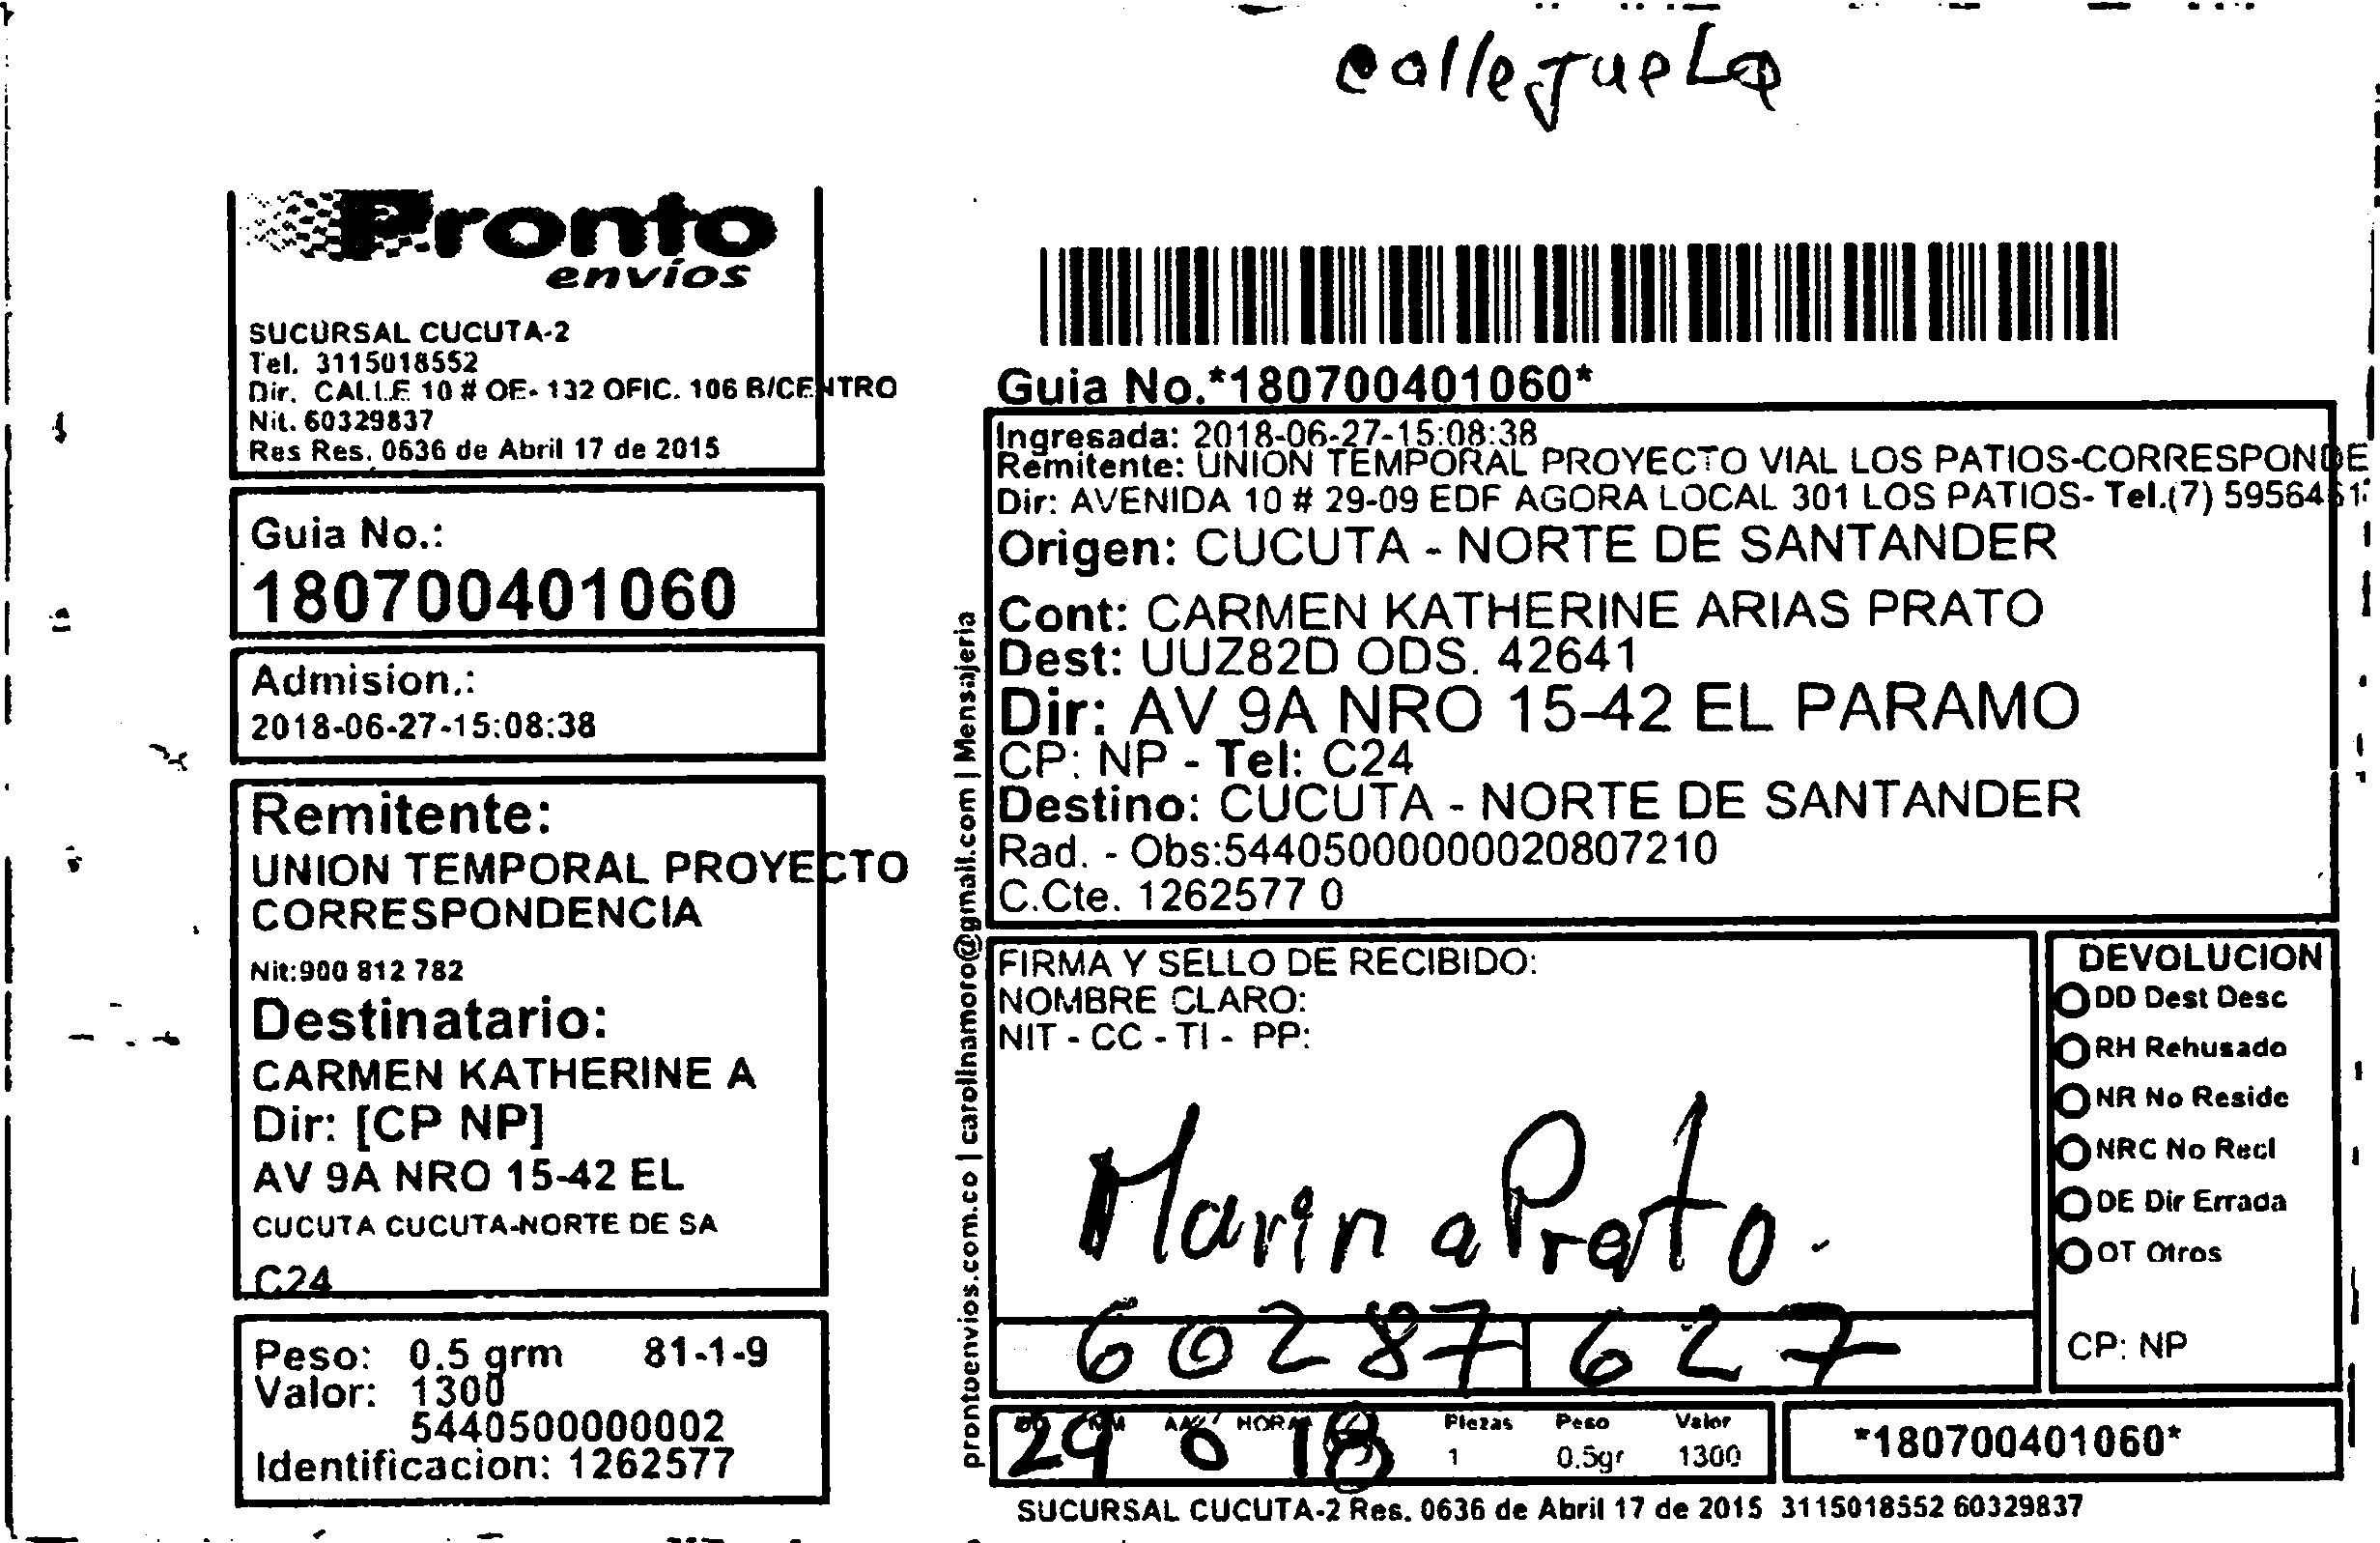 callejuela
Pronto
envíos
SUCURSAL CUCUTA-2
Tel. 3115018552
Dir. CALLE 10 # OE- 132 OFIC. 106 B/CENTRO
Nit. 60329837
Res Res. 0636 de Abril 17 de 2015
Guia No.:
180700401060
Admision.:
2018-06-27-15:08:38
Remitente:
UNION TEMPORAL PROYECTO
CORRESPONDENCIA
Nit:900 812 782
Destinatario:
CARMEN KATHERINE A
Dir: [CP NP]
AV 9A NRO 15-42 EL
CUCUTA CUCUTA-NORTE DE SA
C24
Peso: 0.5 grm 81-1-9
Valor: 1300
5440500000002
Identificacion: 1262577
prontoenvios.com.co | carolinamoro@gmail.com | Mensajeria
Guia No.*180700401060*
Ingresada: 2018-06-27-15:08:38
Remitente: UNION TEMPORAL PROYECTO VIAL LOS PATIOS-CORRESPONDE
Dir: AVENIDA 10 # 29-09 EDF AGORA LOCAL 301 LOS PATIOS- Tel.(7) 5956461
Origen: CUCUTA - NORTE DE SANTANDER
Cont: CARMEN KATHERINE ARIAS PRATO
Dest: UUZ82D ODS. 42641
Dir: AV 9A NRO 15-42 EL PARAMO
CP: NP - Tel: C24
Destino: CUCUTA - NORTE DE SANTANDER
Rad. - Obs:544050000000020807210
C.Cte. 1262577 0
FIRMA Y SELLO DE RECIBIDO:
NOMBRE CLARO:
NIT - CC - TI - PP:
Marina Prato.
60287627
DEVOLUCION
DD Dest Desc
RH Rehusado
NR No Reside
NRC No Recl
DE Dir Errada
OT Otros
CP: NP
MM AA HORA Piezas Peso Valor
29 6 18 1 0.5gr 1300
*180700401060*
SUCURSAL CUCUTA-2 Res. 0636 de Abril 17 de 2015 3115018552 60329837